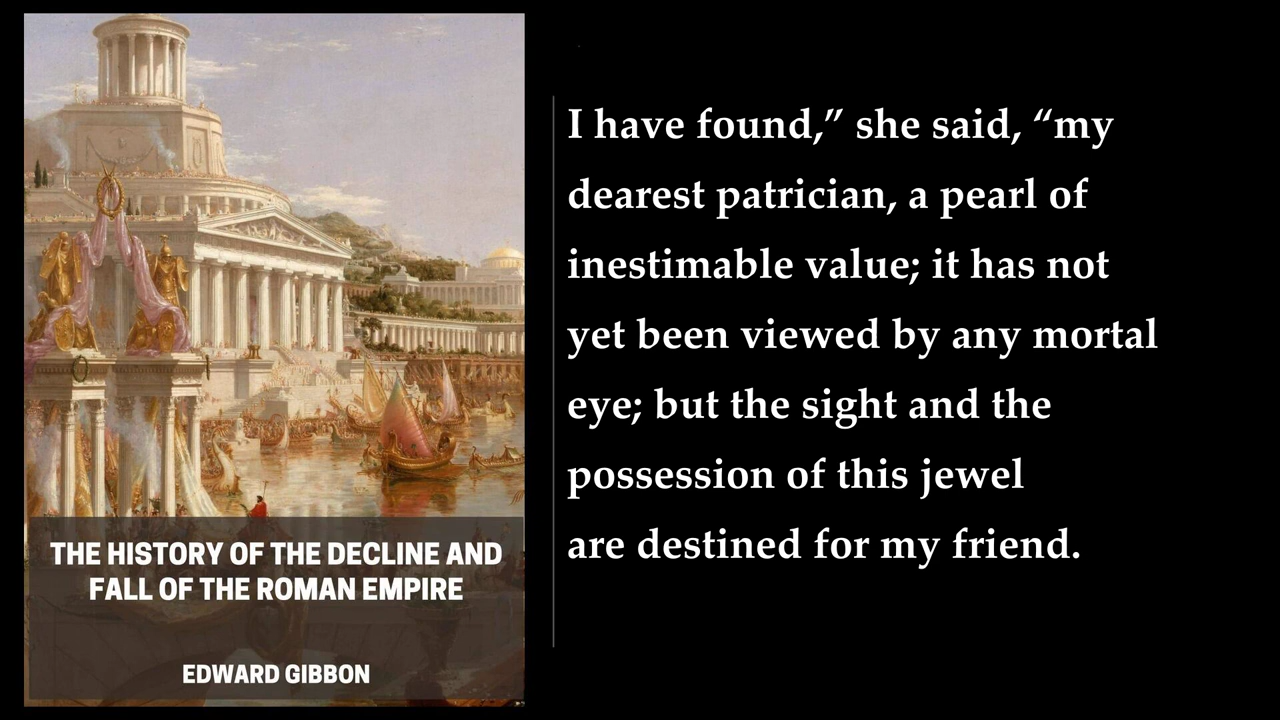 THE HISTORY OF THE DECLINE AND
FALL OF THE ROMAN EMPIRE
EDWARD GIBBON
I have found,” she said, “my
dearest patrician, a pearl of
inestimable value; it has not
yet been viewed by any mortal
eye; but the sight and the
possession of this jewel
are destined for my friend.